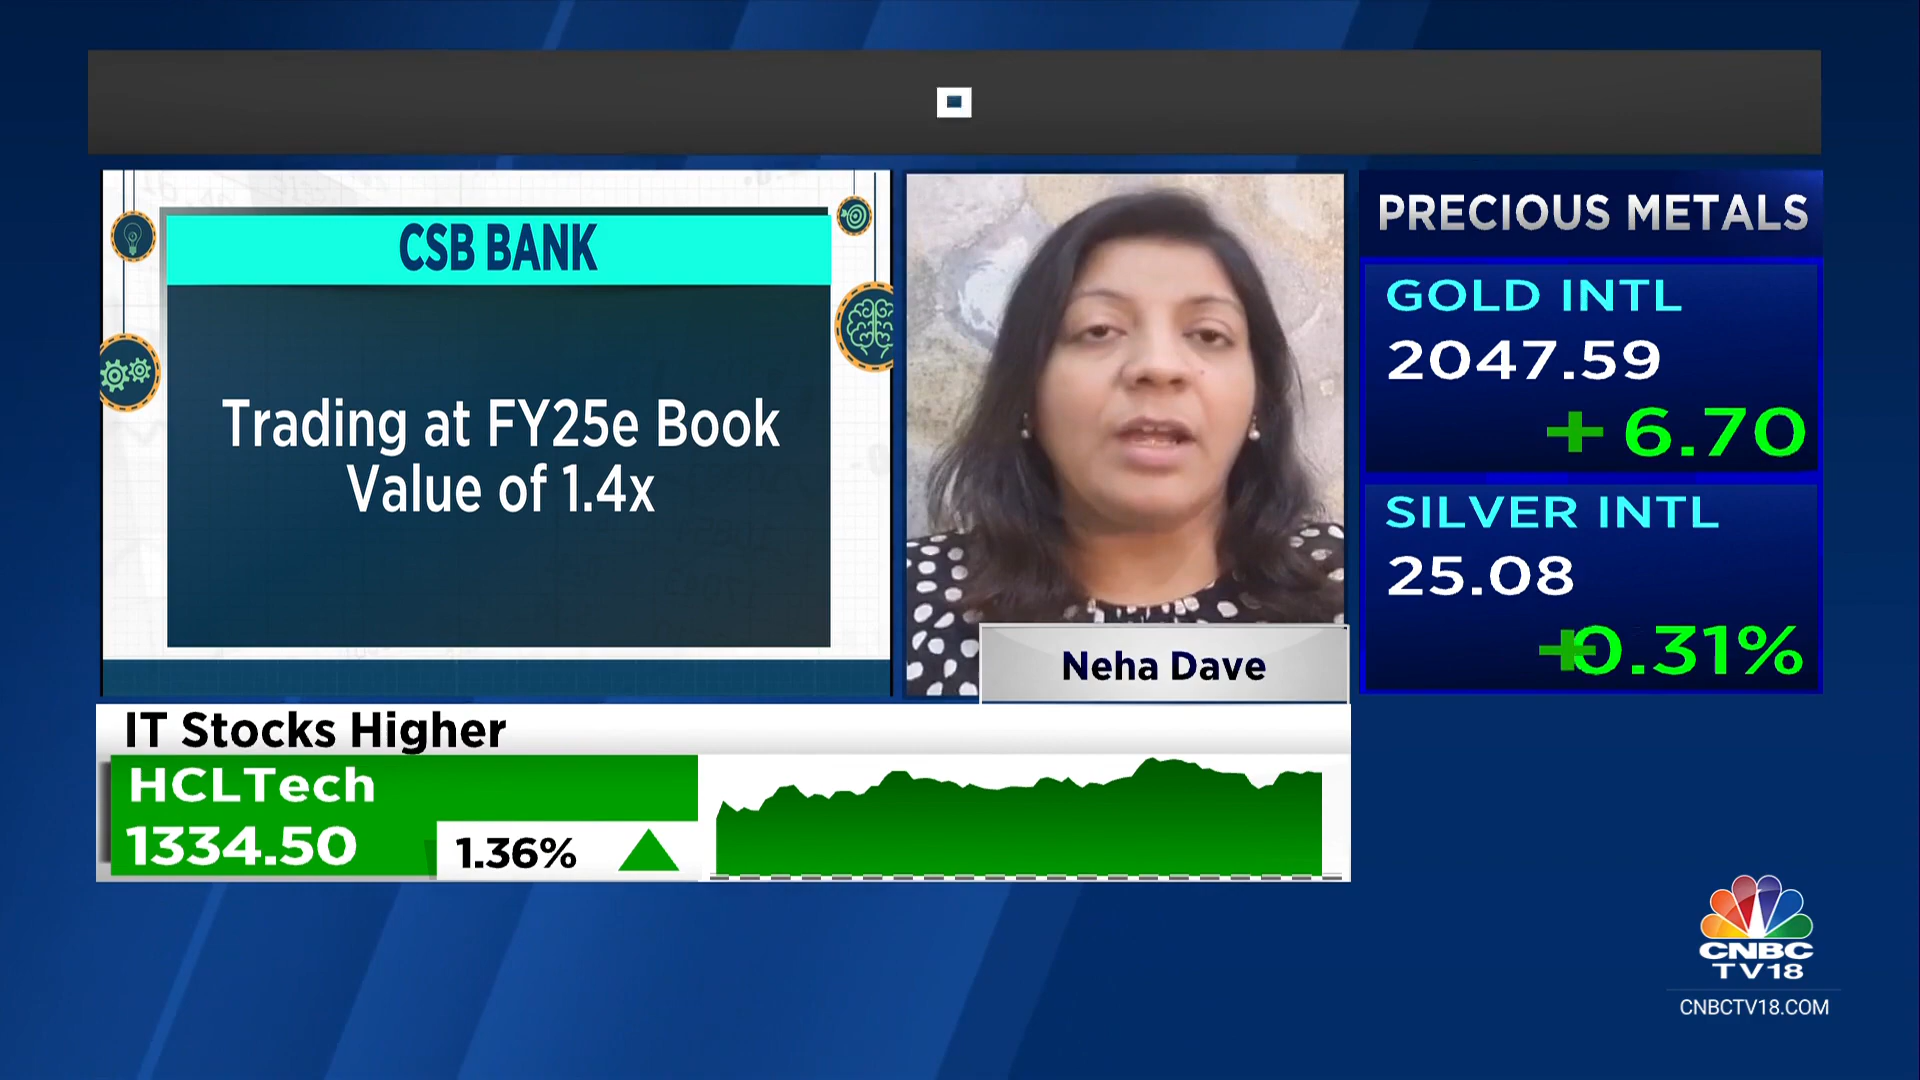 CSB BANK
Trading at FY25e Book
Value of 1.4x
Neha Dave
PRECIOUS METALS
GOLD INTL
2047.59
+ 6.70
SILVER INTL
25.08
+0.31%
IT Stocks Higher
HCLTech
1334.50
1.36%
CNBC
TV18
CNBCTV18.COM